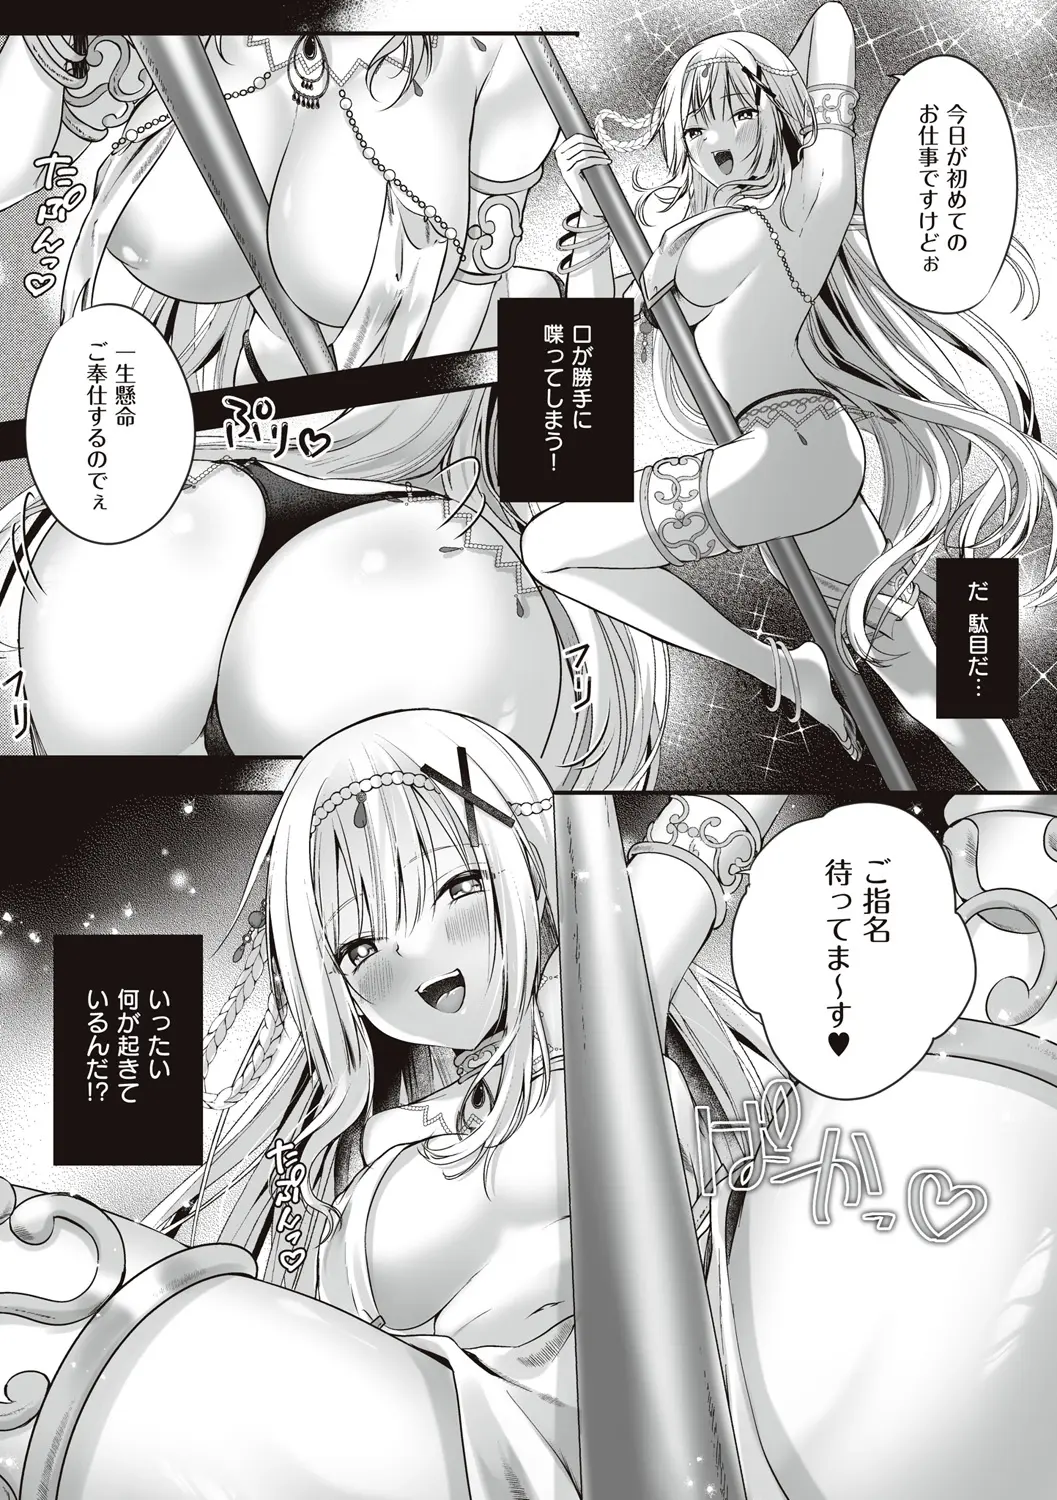 今日が初めての
お仕事ですけどぉ
口が勝手に
喋ってしまう！
たぷんっ♡
一生懸命
ご奉仕するのでぇ
ぷり♡
だ 駄目だ…
フリ
フリ
ご指名
待ってま〜す♥
ぱかっ♡
いったい
何が起きて
いるんだ!?
たぷんっ♡